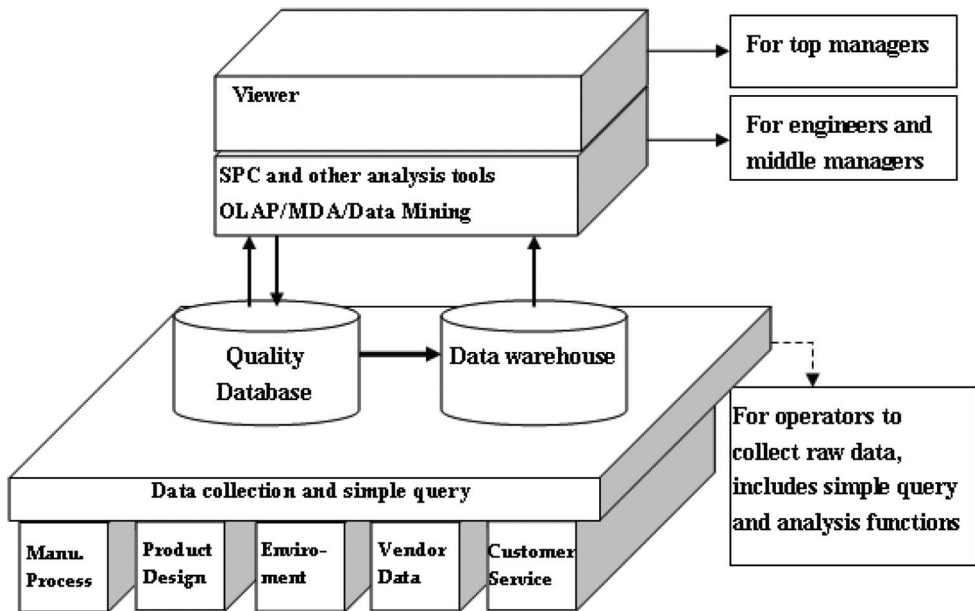 For top managers
Viewer
For engineers and
middle managers
SPC and other analysis tools
OLAP/MDA/Data Mining
Quality
Database
Data warehouse
For operators to
collect raw data,
includes simple query
and analysis functions
Data collection and simple query
Manu.
Process
Product
Design
Enviro-
ment
Vendor
Data
Customer
Service